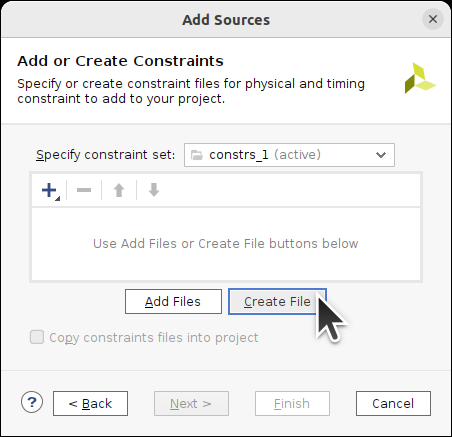 Add Sources
Add or Create Constraints
Specify or create constraint files for physical and timing
constraint to add to your project.
Specify constraint set: constrs_1 (active)
Use Add Files or Create File buttons below
Add Files Create File
Copy constraints files into project
? < Back Next > Finish Cancel